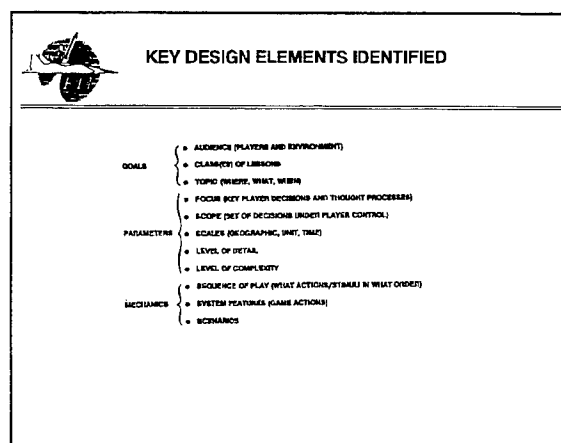 KEY DESIGN ELEMENTS IDENTIFIED
GOALS
• AUDIENCE (PLAYERS AND ENVIRONMENT)
• CLASS(ES) OF LESSONS
• TOPIC (WHERE, WHAT, WHEN)
PARAMETERS
• FOCUS (KEY PLAYER DECISIONS AND THOUGHT PROCESSES)
• SCOPE (SET OF DECISIONS UNDER PLAYER CONTROL)
• SCALES (GEOGRAPHIC, UNIT, TIME)
• LEVEL OF DETAIL
• LEVEL OF COMPLEXITY
MECHANICS
• SEQUENCE OF PLAY (WHAT ACTIONS/STIMULI IN WHAT ORDER)
• SYSTEM FEATURES (GAME ACTIONS)
• SCENARIOS